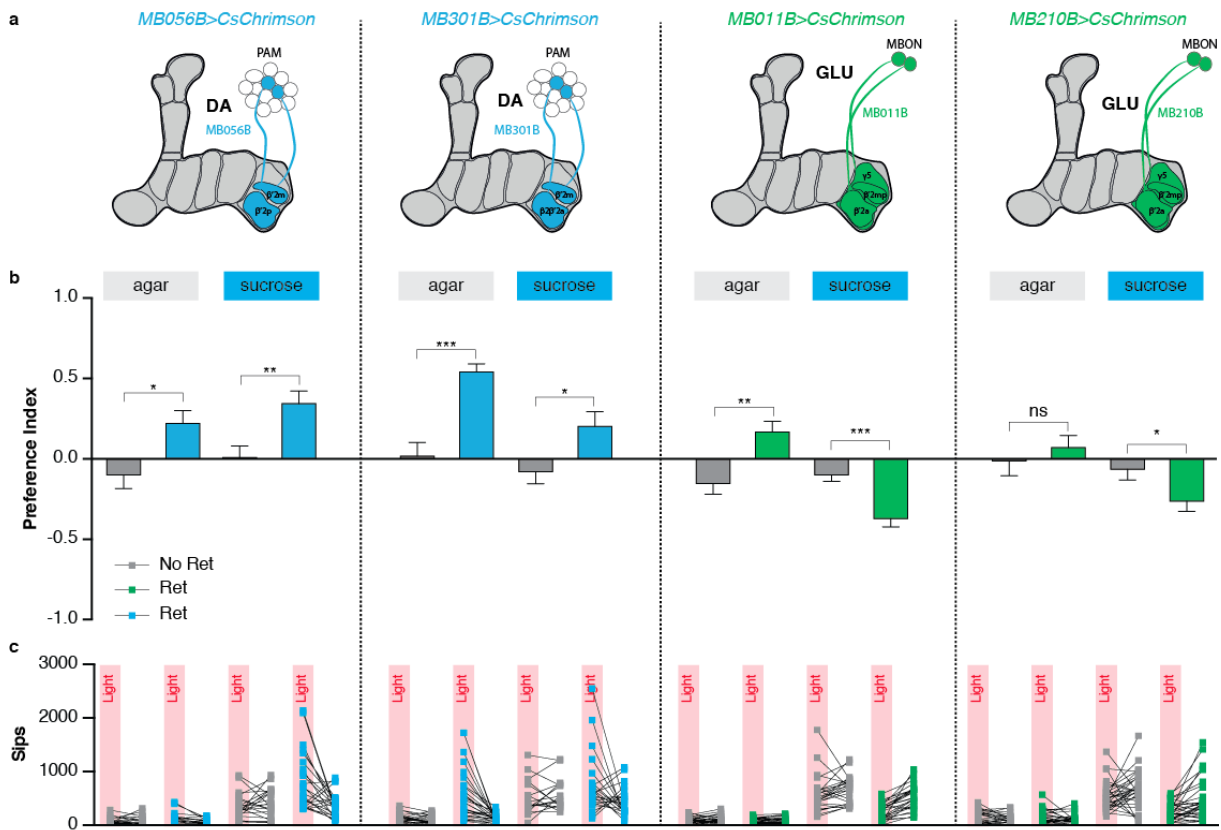 a
MB056B>CsChrimson MB301B>CsChrimson MB011B>CsChrimson MB210B>CsChrimson
PAM PAM MBON MBON
DA DA GLU GLU
MB056B MB301B MB011B MB210B
γ5 γ5
β'2m β'2m β'2mp β'2mp
β'2p β2β'2a β'2a β'2a
b
agar sucrose agar sucrose agar sucrose agar sucrose
Preference Index
1.0
0.5
0.0
-0.5
-1.0
* ** *** * ** *** ns *
No Ret
Ret
Ret
c
Sips
3000
2000
1000
0
Light Light Light Light Light Light Light Light Light Light Light Light Light Light Light Light